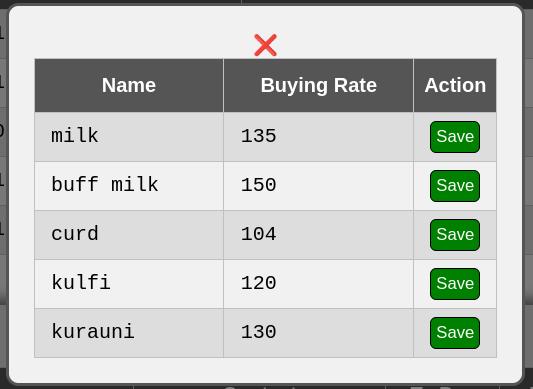 Name Buying Rate Action
milk 135 Save
buff milk 150 Save
curd 104 Save
kulfi 120 Save
kurauni 130 Save